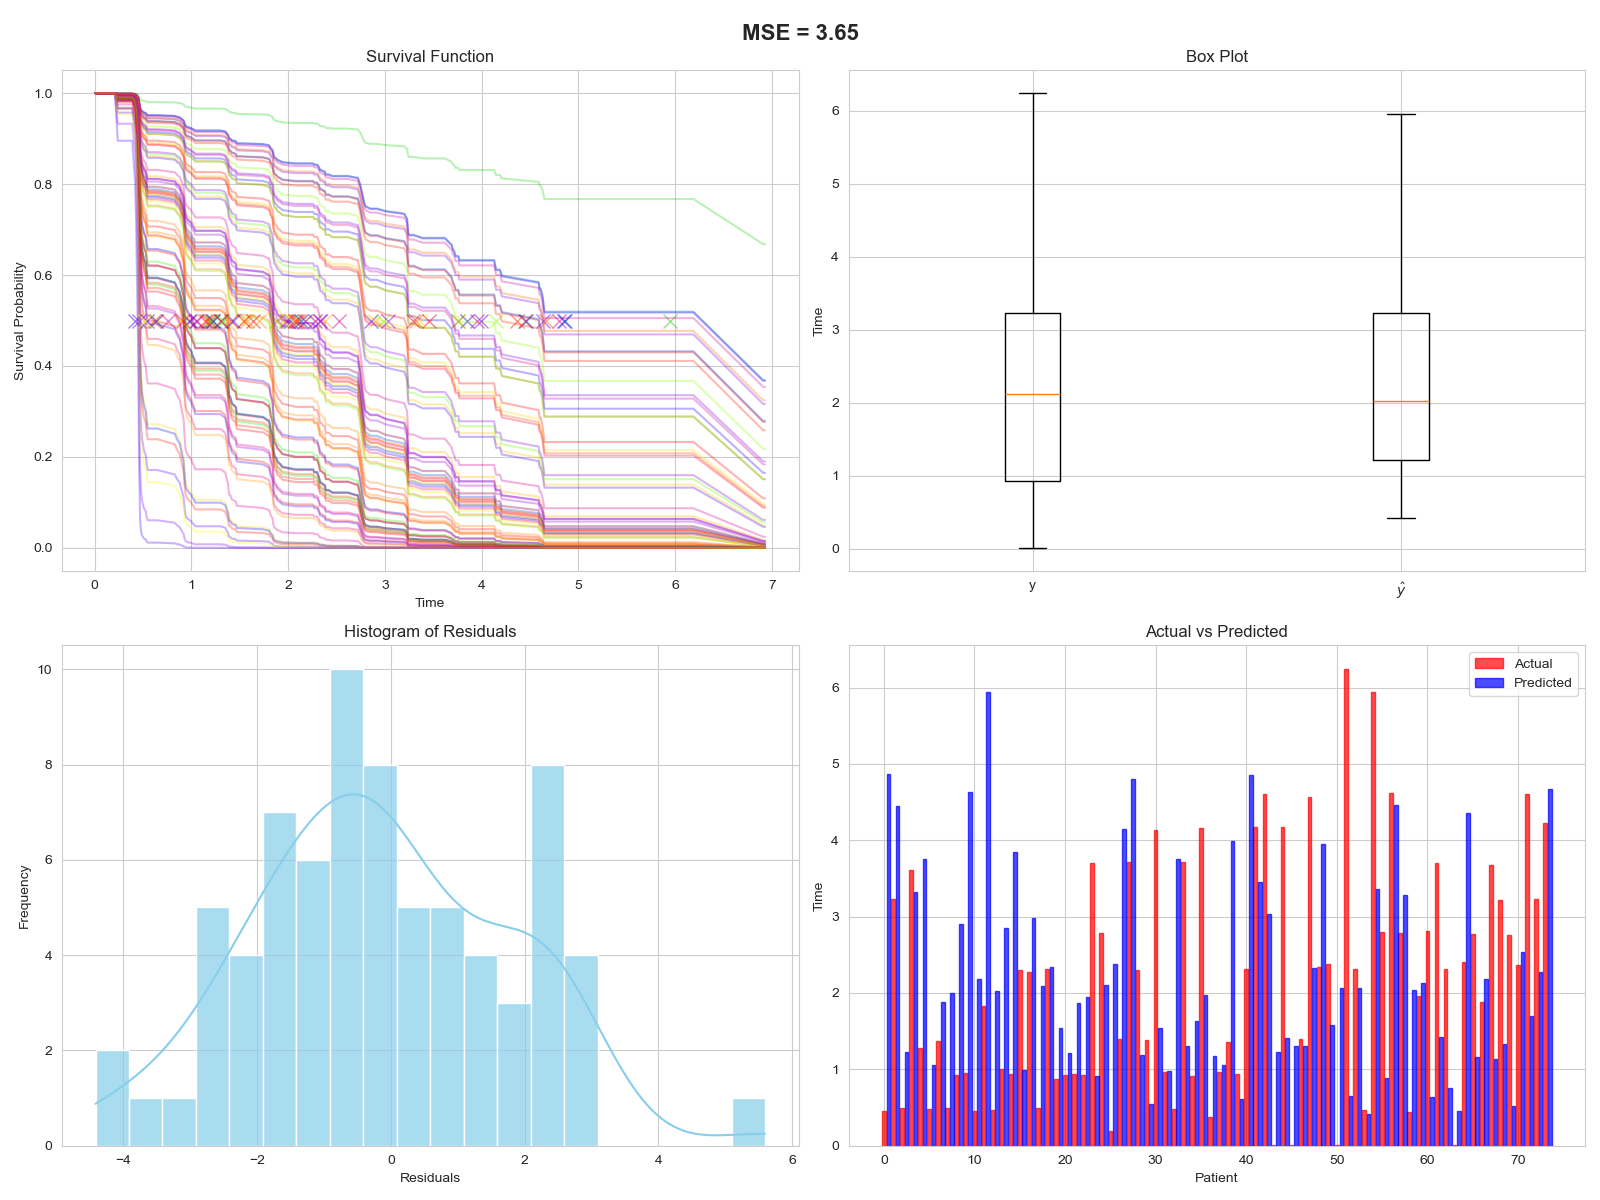 MSE = 3.65
Survival Function
Survival Probability
1.0
0.8
0.6
0.4
0.2
0.0
0 1 2 3 4 5 6 7
Time
Box Plot
Time
6
5
4
3
2
1
0
y ŷ
Histogram of Residuals
Frequency
10
8
6
4
2
0
−4 −2 0 2 4 6
Residuals
Actual vs Predicted
Actual
Predicted
Time
6
5
4
3
2
1
0
0 10 20 30 40 50 60 70
Patient